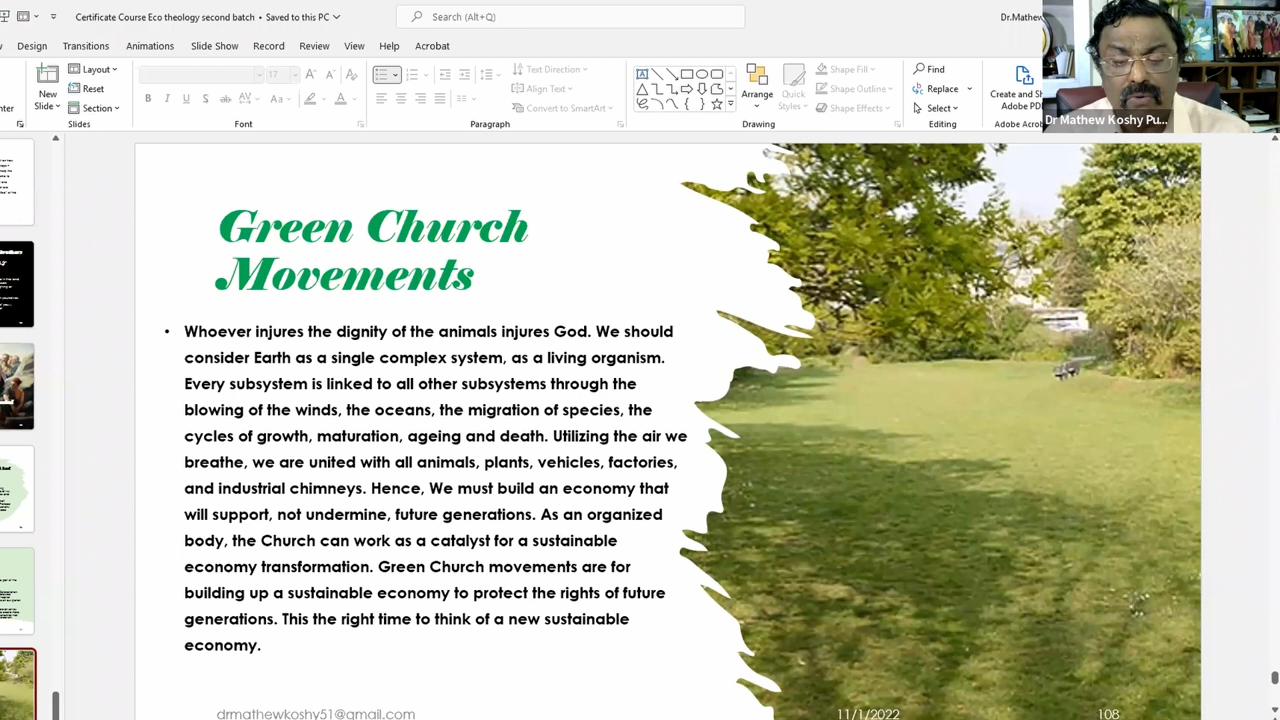 Certificate Course Eco theology second batch • Saved to this PC
Search (Alt+Q)
Dr.Mathew
Design
Transitions
Animations
Slide Show
Record
Review
View
Help
Acrobat
New
Slide
Layout
Reset
Section
Slides
17
Font
Text Direction
Align Text
Convert to SmartArt
Paragraph
Arrange
Quick
Styles
Shape Fill
Shape Outline
Shape Effects
Drawing
Find
Replace
Select
Editing
Create and Sh
Adobe PD
Adobe Acro
Dr Mathew Koshy Pu...
Green Church
Movements
• Whoever injures the dignity of the animals injures God. We should
consider Earth as a single complex system, as a living organism.
Every subsystem is linked to all other subsystems through the
blowing of the winds, the oceans, the migration of species, the
cycles of growth, maturation, ageing and death. Utilizing the air we
breathe, we are united with all animals, plants, vehicles, factories,
and industrial chimneys. Hence, We must build an economy that
will support, not undermine, future generations. As an organized
body, the Church can work as a catalyst for a sustainable
economy transformation. Green Church movements are for
building up a sustainable economy to protect the rights of future
generations. This the right time to think of a new sustainable
economy.
drmathewkoshy51@gmail.com
11/1/2022
108